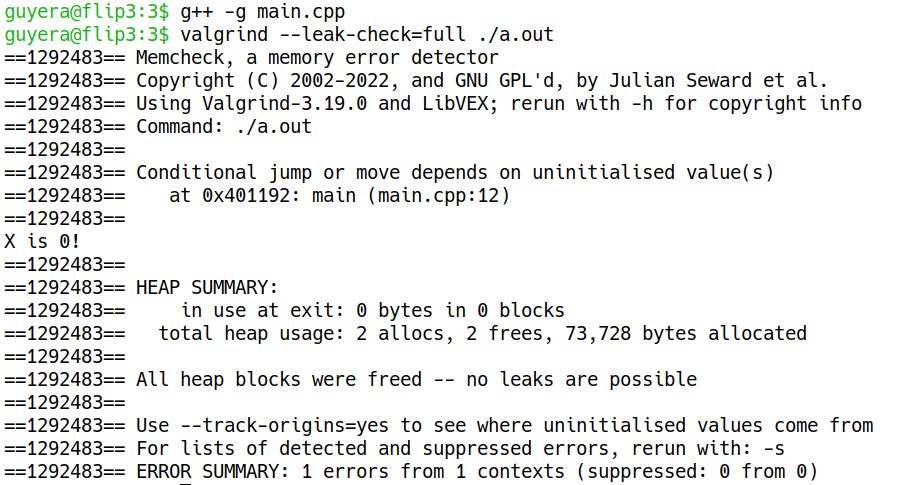 guyera@flip3:3$ g++ -g main.cpp
guyera@flip3:3$ valgrind --leak-check=full ./a.out
==1292483== Memcheck, a memory error detector
==1292483== Copyright (C) 2002-2022, and GNU GPL'd, by Julian Seward et al.
==1292483== Using Valgrind-3.19.0 and LibVEX; rerun with -h for copyright info
==1292483== Command: ./a.out
==1292483==
==1292483== Conditional jump or move depends on uninitialised value(s)
==1292483==    at 0x401192: main (main.cpp:12)
==1292483==
X is 0!
==1292483==
==1292483== HEAP SUMMARY:
==1292483==     in use at exit: 0 bytes in 0 blocks
==1292483==   total heap usage: 2 allocs, 2 frees, 73,728 bytes allocated
==1292483==
==1292483== All heap blocks were freed -- no leaks are possible
==1292483==
==1292483== Use --track-origins=yes to see where uninitialised values come from
==1292483== For lists of detected and suppressed errors, rerun with: -s
==1292483== ERROR SUMMARY: 1 errors from 1 contexts (suppressed: 0 from 0)